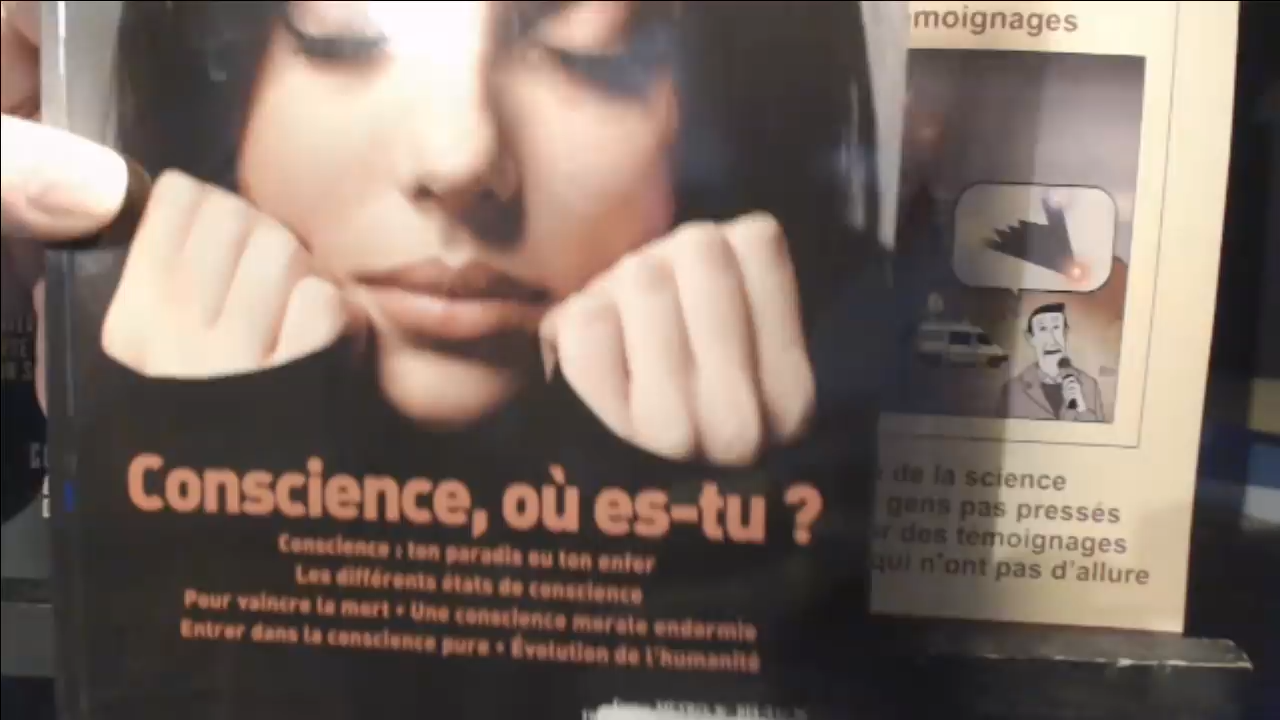 Conscience, où es-tu ?
Conscience : ton paradis ou ton enfer
Les différents états de conscience
Pour vaincre la mort • Une conscience morale endormie
Entrer dans la conscience pure • Évolution de l'humanité
moignages
de la science
gens pas pressés
des temoignages
qui n'ont pas d'allure